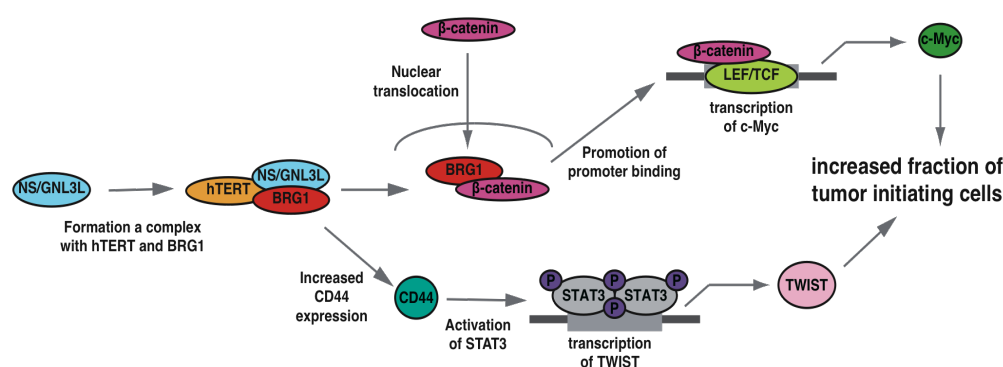 β-catenin
Nuclear
translocation
NS/GNL3L
Formation a complex
with hTERT and BRG1
hTERT
NS/GNL3L
BRG1
BRG1
β-catenin
Promotion of
promoter binding
β-catenin
LEF/TCF
transcription
of c-Myc
c-Myc
increased fraction of
tumor initiating cells
Increased
CD44
expression
CD44
Activation
of STAT3
P
P
P
STAT3
STAT3
P
transcription
of TWIST
TWIST